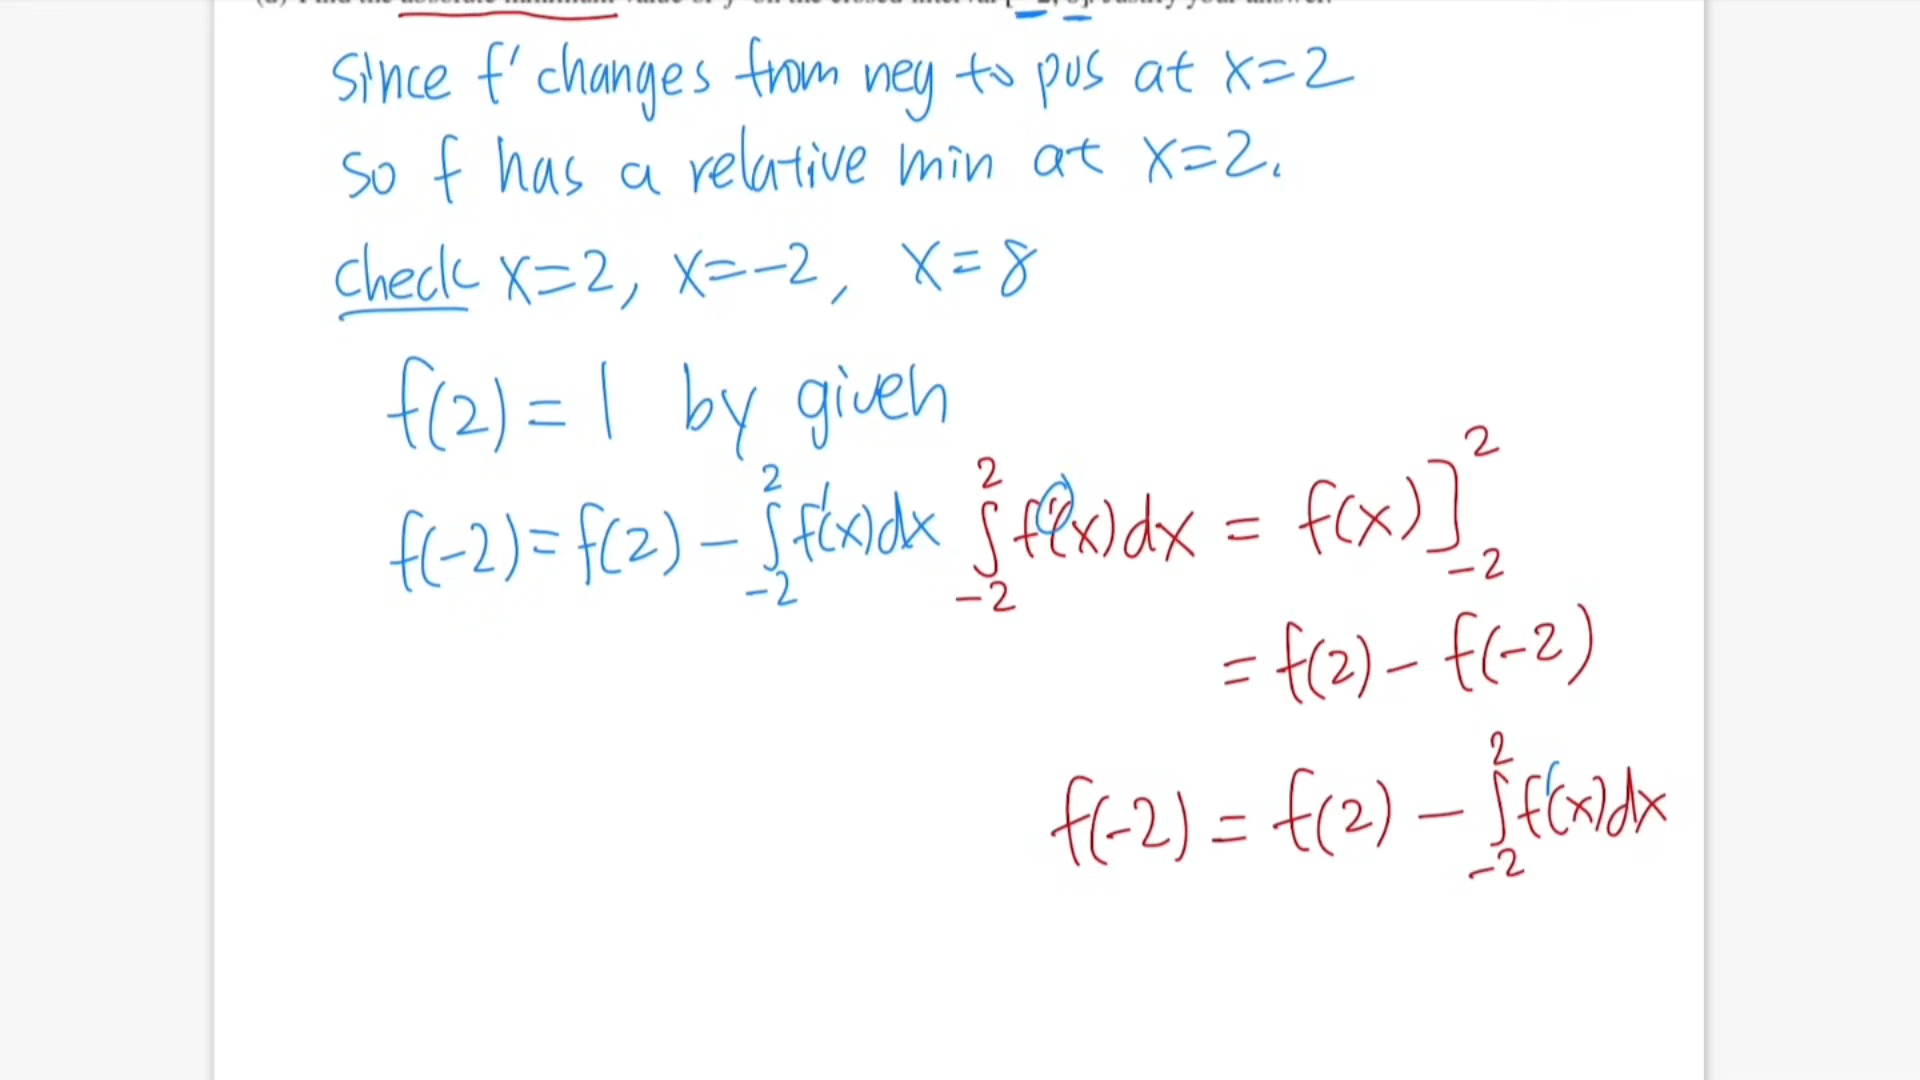 Since f' changes from neg to pos at x=2
so f has a relative min at x=2.
Check x=2, x=-2, x=8
f(2)=1 by given
f(-2)=f(2)-∫_{-2}^{2}f'(x)dx ∫_{-2}^{2}f'(x)dx = f(x)]_{-2}^{2}
= f(2)-f(-2)
f(-2) = f(2) - ∫_{-2}^{2}f'(x)dx